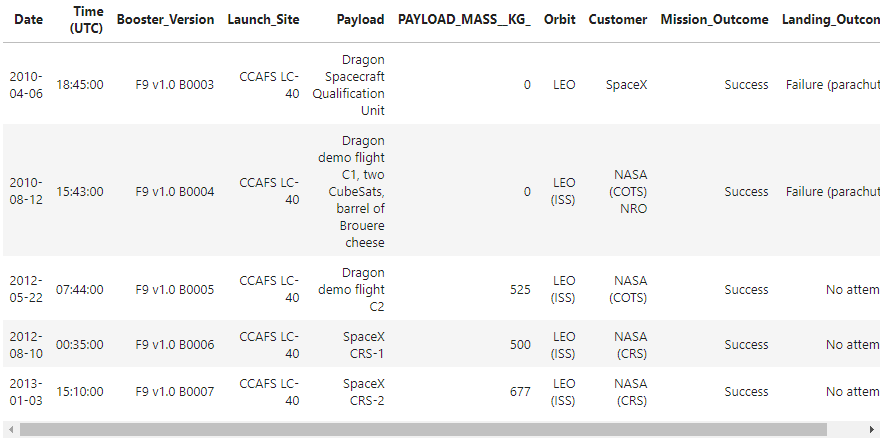 Date Time (UTC) Booster_Version Launch_Site Payload PAYLOAD_MASS__KG_ Orbit Customer Mission_Outcome Landing_Outcom
2010-04-06 18:45:00 F9 v1.0 B0003 CCAFS LC-40 Dragon Spacecraft Qualification Unit 0 LEO SpaceX Success Failure (parachut
2010-08-12 15:43:00 F9 v1.0 B0004 CCAFS LC-40 Dragon demo flight C1, two CubeSats, barrel of Brouere cheese 0 LEO (ISS) NASA (COTS) NRO Success Failure (parachut
2012-05-22 07:44:00 F9 v1.0 B0005 CCAFS LC-40 Dragon demo flight C2 525 LEO (ISS) NASA (COTS) Success No attem
2012-08-10 00:35:00 F9 v1.0 B0006 CCAFS LC-40 SpaceX CRS-1 500 LEO (ISS) NASA (CRS) Success No attem
2013-01-03 15:10:00 F9 v1.0 B0007 CCAFS LC-40 SpaceX CRS-2 677 LEO (ISS) NASA (CRS) Success No attem